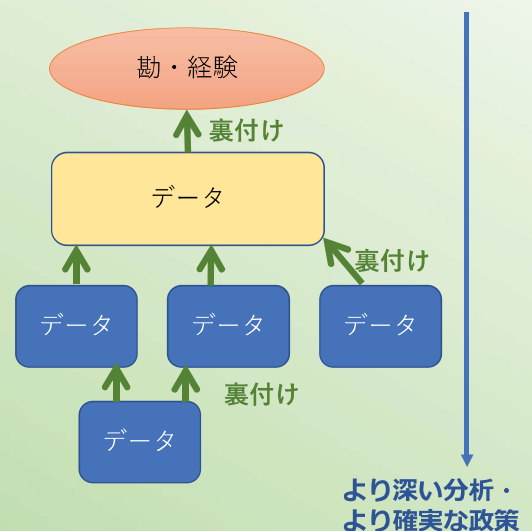 勘・経験
裏付け
データ
裏付け
データ
データ
データ
裏付け
データ
より深い分析・
より確実な政策